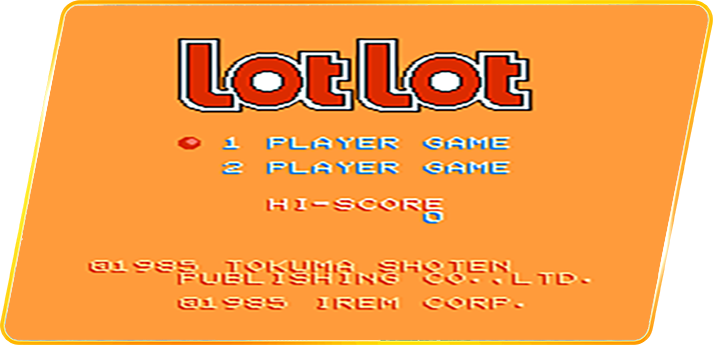 Lot Lot
1 PLAYER GAME
2 PLAYER GAME
HI-SCORE
0
©1985 TOKUMA SHOTEN
PUBLISHING CO.,LTD.
©1985 IREM CORP.